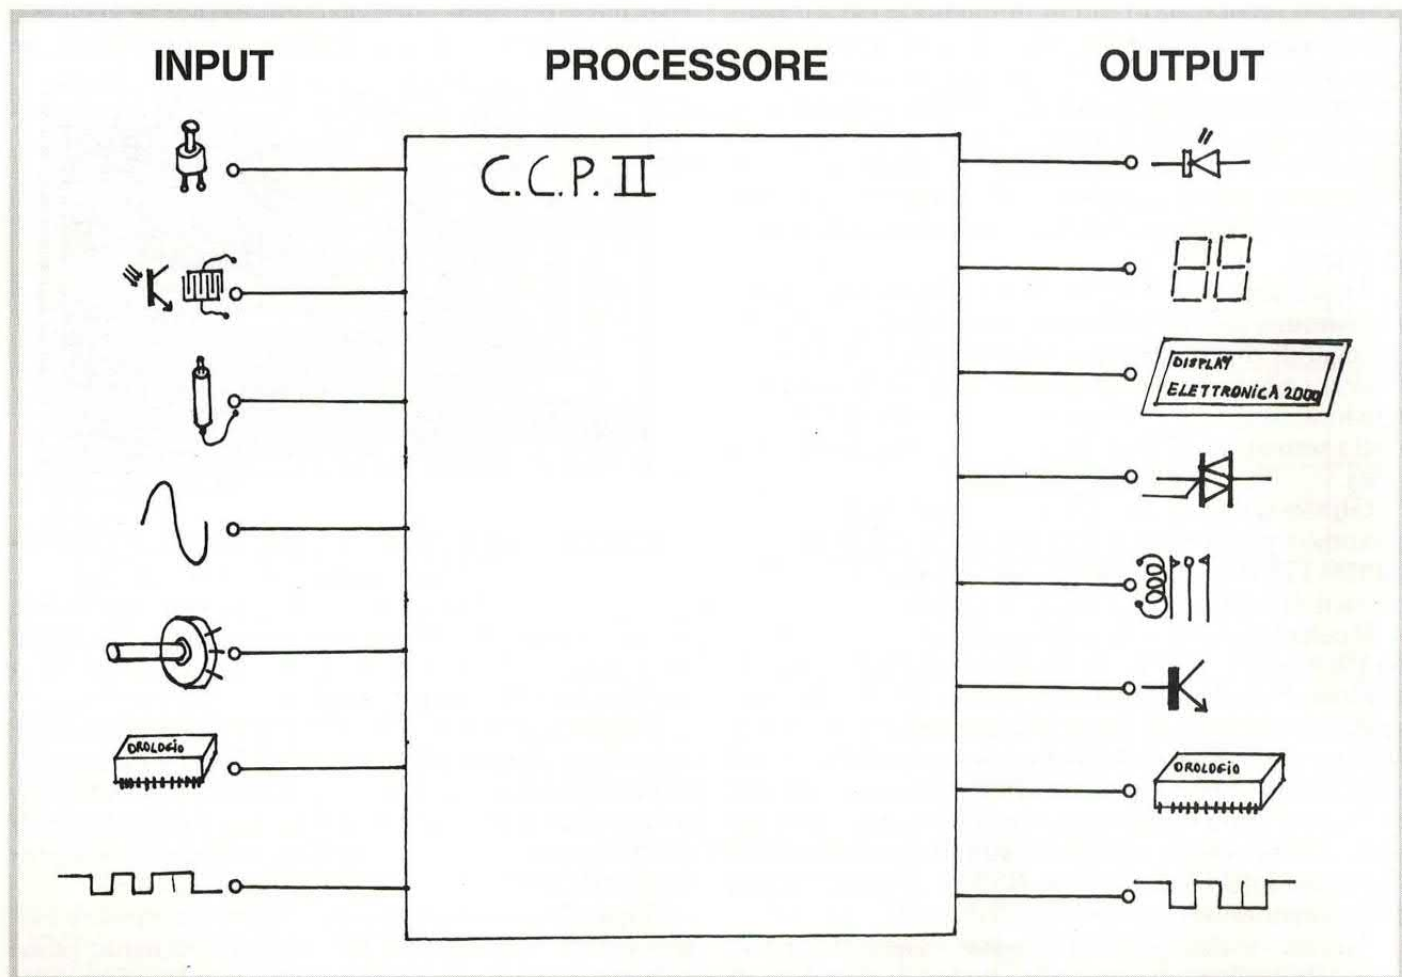 INPUT PROCESSORE OUTPUT
C.C.P. II
DISPLAY
ELETTRONICA 2000
OROLOGIO
OROLOGIO